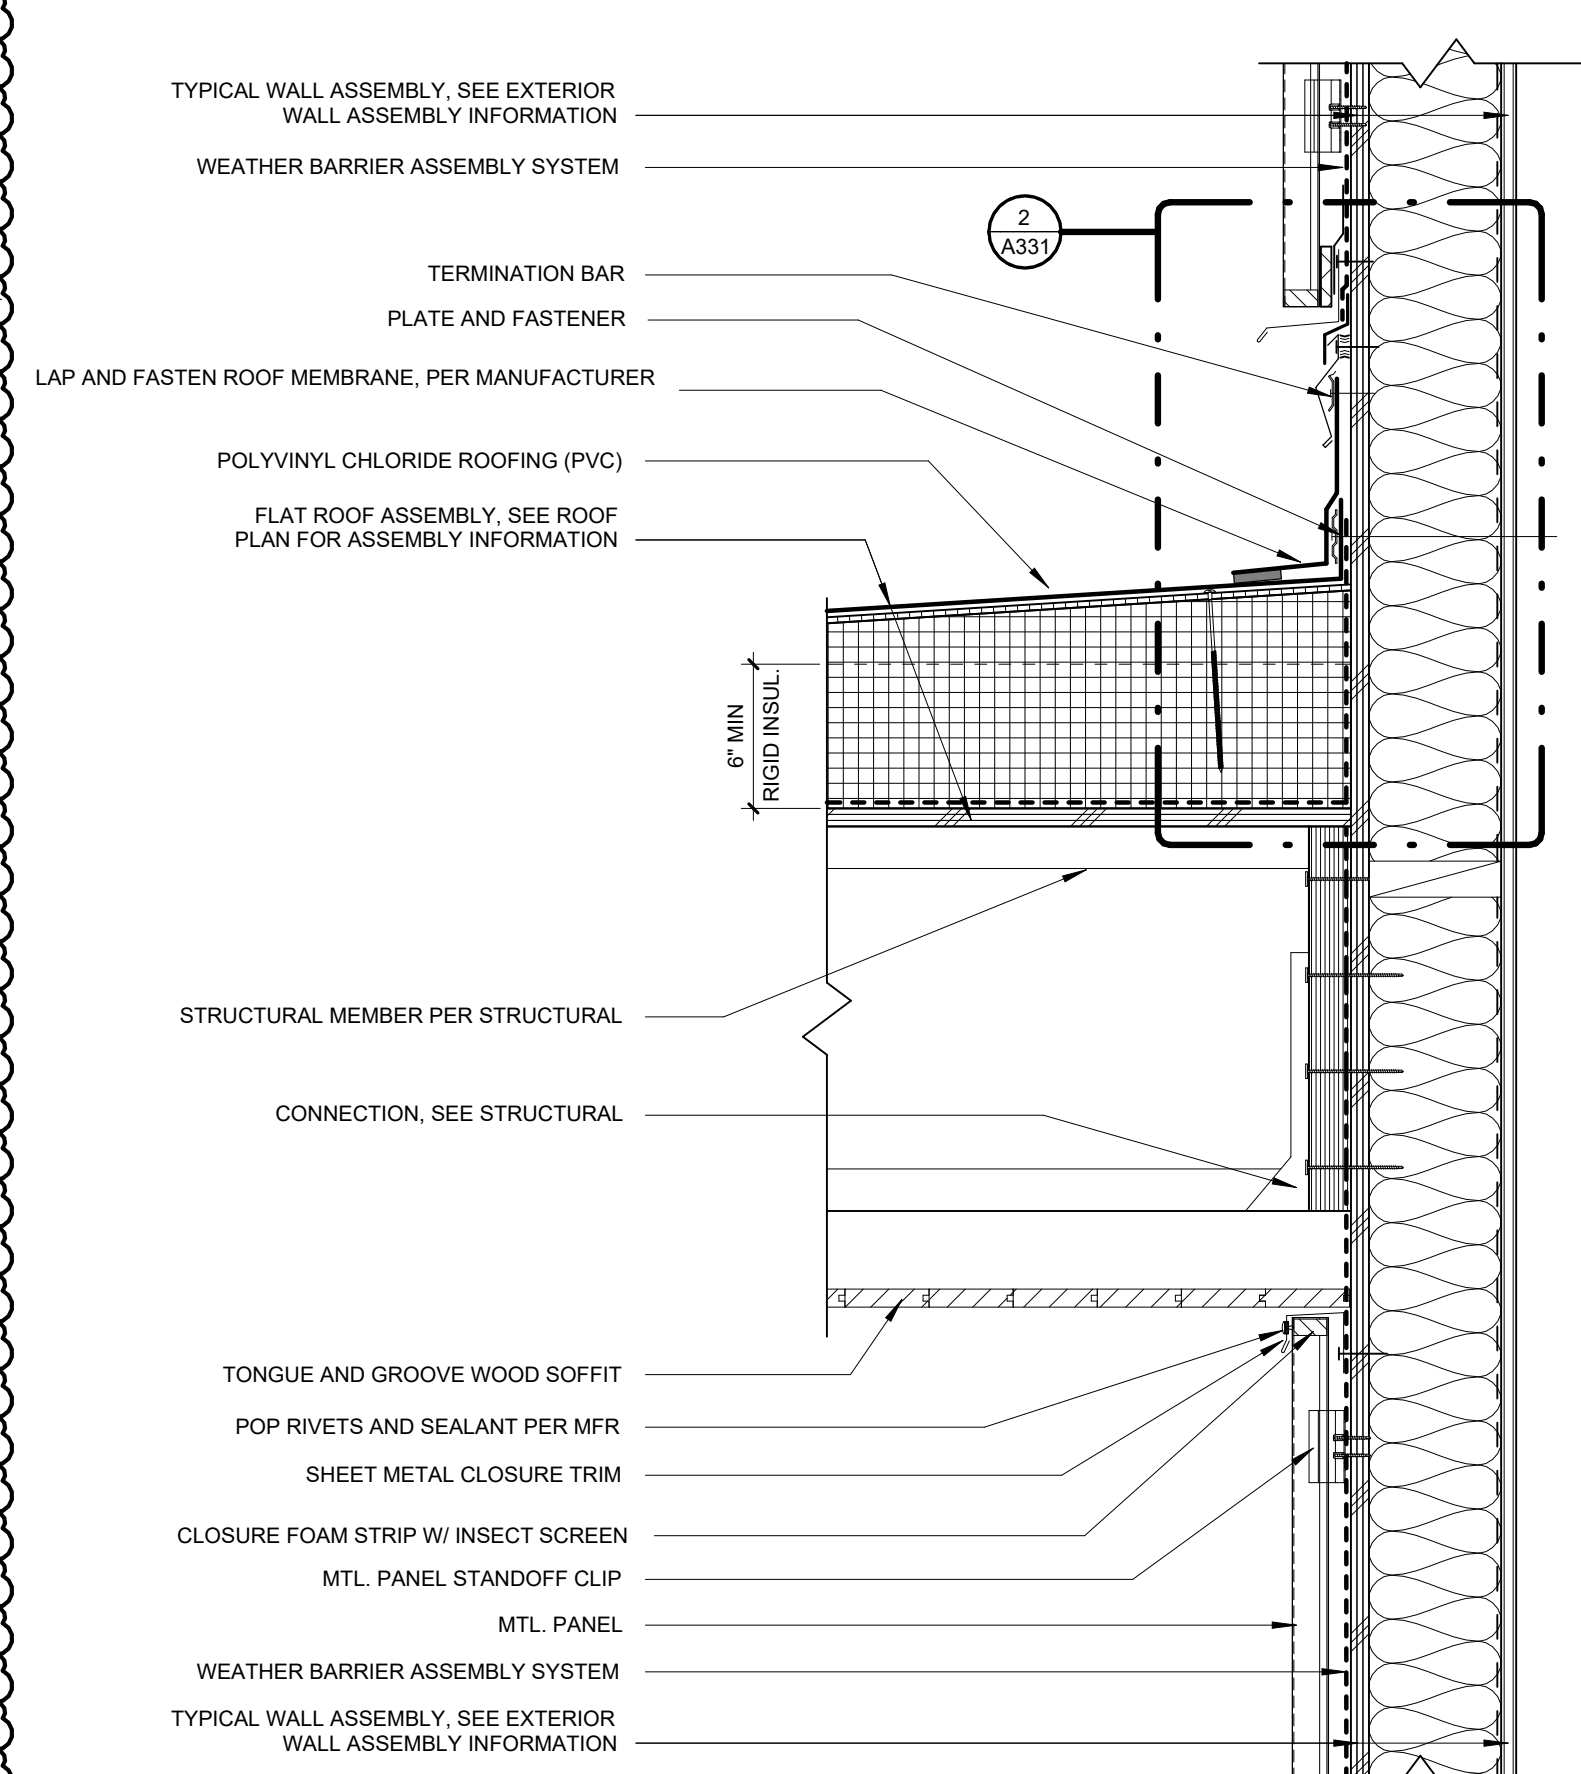 TYPICAL WALL ASSEMBLY, SEE EXTERIOR
WALL ASSEMBLY INFORMATION
WEATHER BARRIER ASSEMBLY SYSTEM
2
A331
TERMINATION BAR
PLATE AND FASTENER
LAP AND FASTEN ROOF MEMBRANE, PER MANUFACTURER
POLYVINYL CHLORIDE ROOFING (PVC)
FLAT ROOF ASSEMBLY, SEE ROOF
PLAN FOR ASSEMBLY INFORMATION
6" MIN
RIGID INSUL.
STRUCTURAL MEMBER PER STRUCTURAL
CONNECTION, SEE STRUCTURAL
TONGUE AND GROOVE WOOD SOFFIT
POP RIVETS AND SEALANT PER MFR
SHEET METAL CLOSURE TRIM
CLOSURE FOAM STRIP W/ INSECT SCREEN
MTL. PANEL STANDOFF CLIP
MTL. PANEL
WEATHER BARRIER ASSEMBLY SYSTEM
TYPICAL WALL ASSEMBLY, SEE EXTERIOR
WALL ASSEMBLY INFORMATION